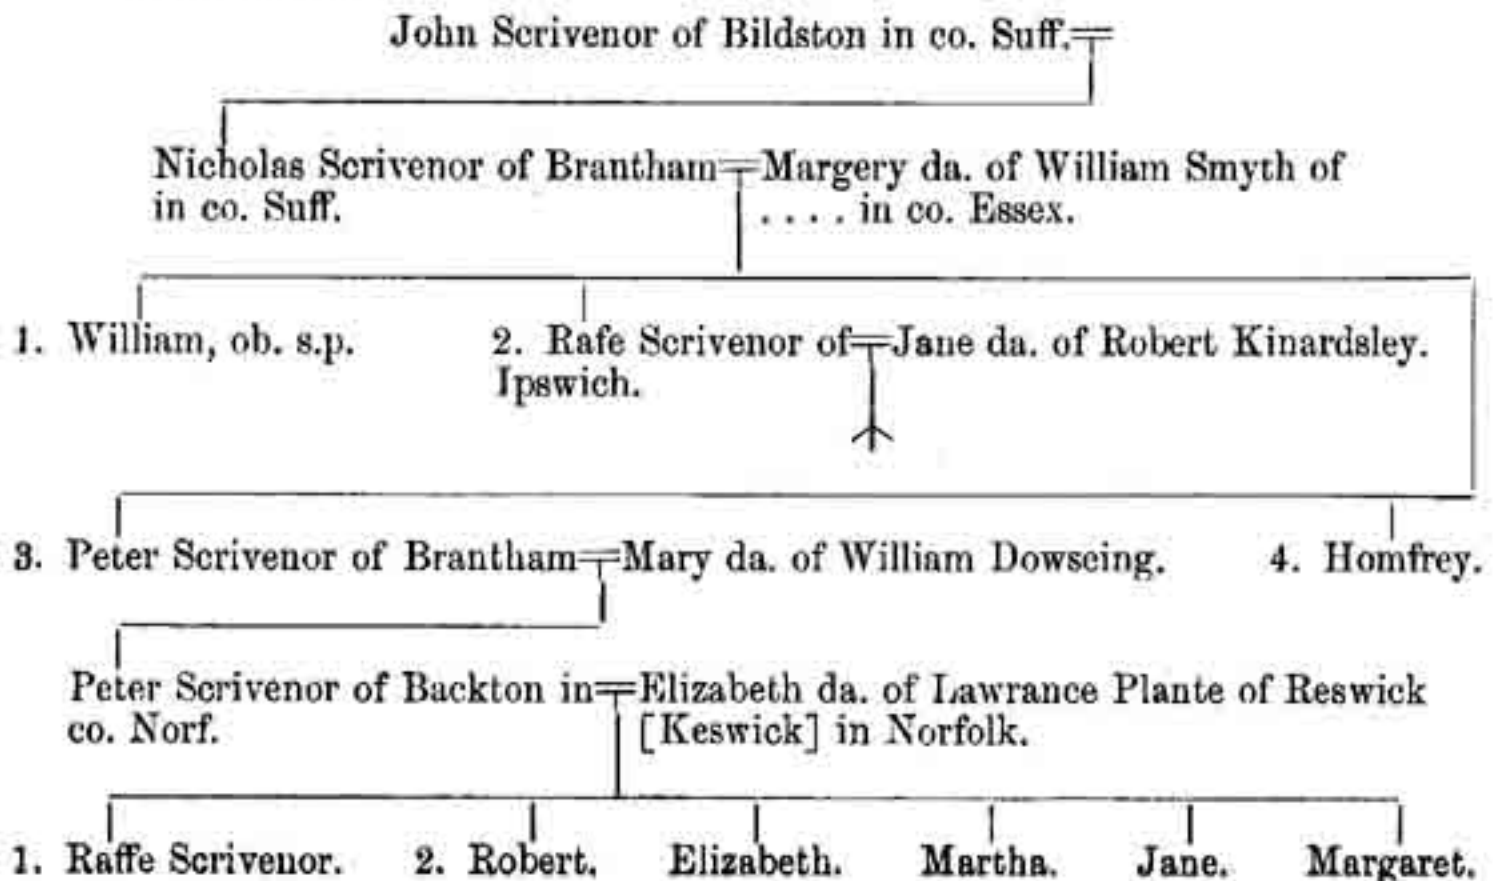 John Scrivenor of Bildston in co. Suff.
Nicholas Scrivenor of Brantham
in co. Suff.
Margery da. of William Smyth of
. . . . in co. Essex.
1. William, ob. s.p.
2. Rafe Scrivenor of
Ipswich.
Jane da. of Robert Kinardsley.
3. Peter Scrivenor of Brantham
Mary da. of William Dowseing.
4. Homfrey.
Peter Scrivenor of Backton in
co. Norf.
Elizabeth da. of Lawrance Plante of Reswick
[Keswick] in Norfolk.
1. Raffe Scrivenor.
2. Robert.
Elizabeth.
Martha.
Jane.
Margaret.